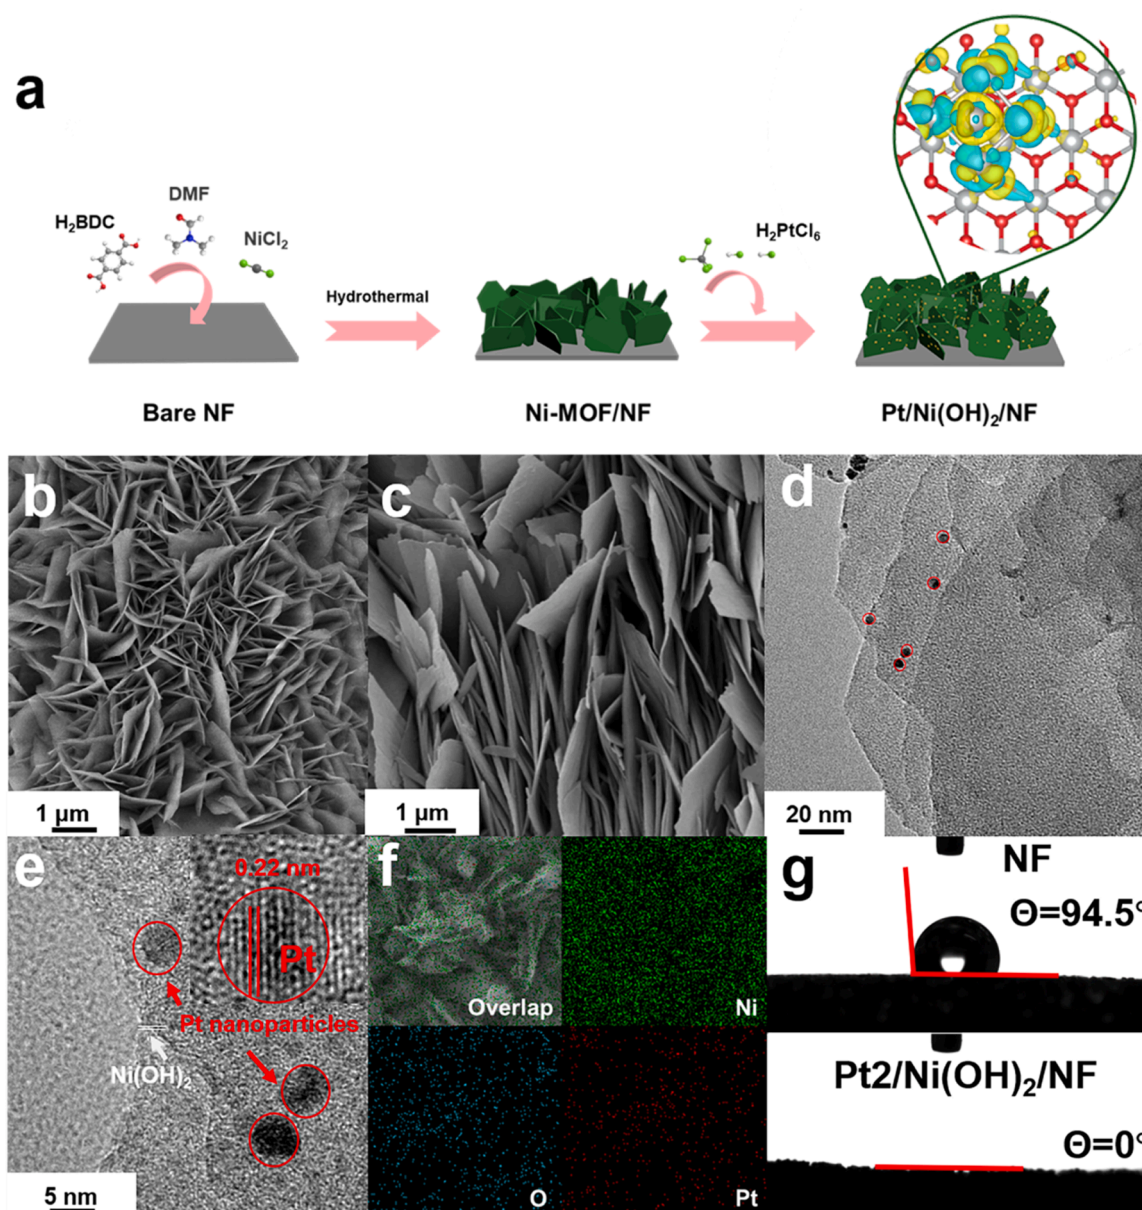 a
H₂BDC
DMF
NiCl₂
Hydrothermal
H₂PtCl₆
Bare NF
Ni-MOF/NF
Pt/Ni(OH)₂/NF
b
1 µm
c
1 µm
d
20 nm
e
0.22 nm
Pt
Pt nanoparticles
Ni(OH)₂
5 nm
f
Overlap
Ni
O
Pt
g
NF
Θ=94.5°
Pt2/Ni(OH)₂/NF
Θ=0°